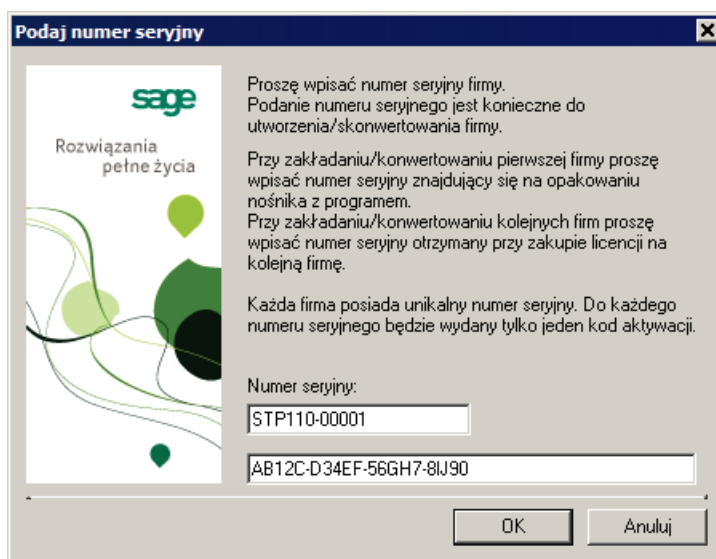 Podaj numer seryjny
sage
Rozwiązania
pełne życia
Proszę wpisać numer seryjny firmy.
Podanie numeru seryjnego jest konieczne do
utworzenia/skonwertowania firmy.
Przy zakładaniu/konwertowaniu pierwszej firmy proszę
wpisać numer seryjny znajdujący się na opakowaniu
nośnika z programem.
Przy zakładaniu/konwertowaniu kolejnych firm proszę
wpisać numer seryjny otrzymany przy zakupie licencji na
kolejną firmę.
Każda firma posiada unikalny numer seryjny. Do każdego
numeru seryjnego będzie wydany tylko jeden kod aktywacji.
Numer seryjny:
STP110-00001
AB12C-D34EF-56GH7-8IJ90
OK
Anuluj